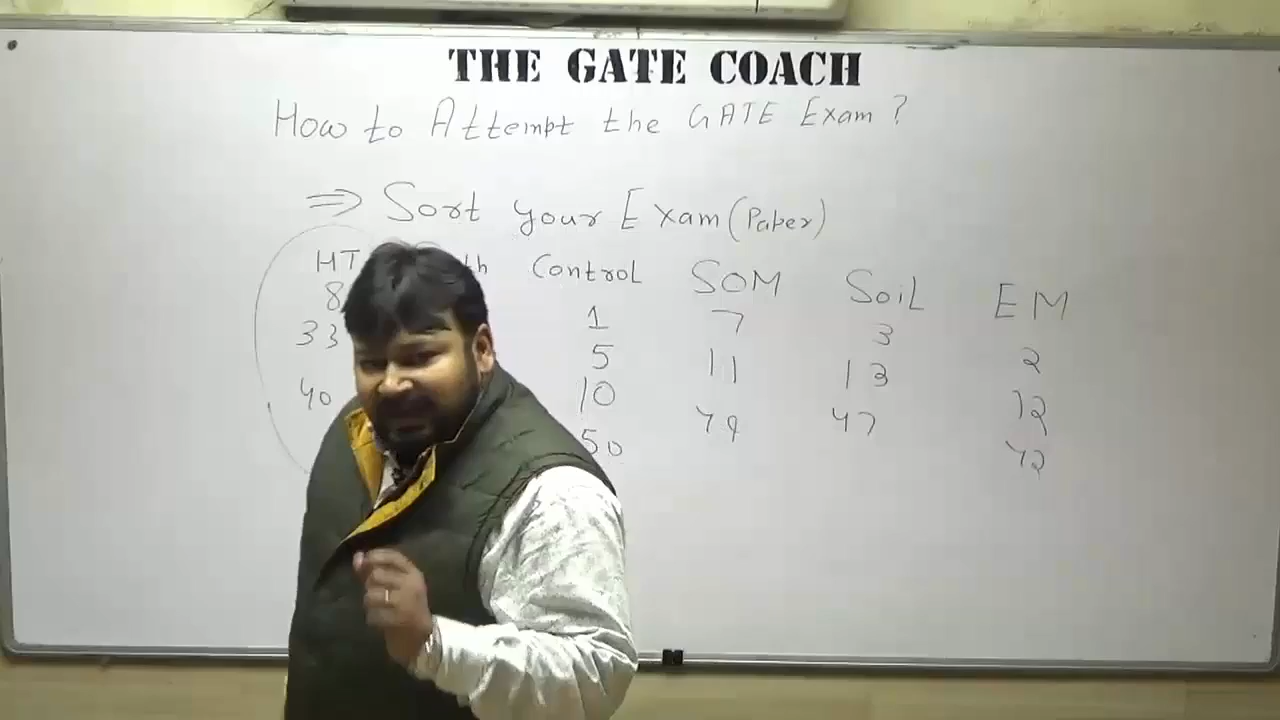 THE GATE COACH
How to Attempt the GATE Exam?
⇒ Sort your Exam (Paper)
HT Control SOM Soil EM
8 1 7 3 2
33 5 11 13 12
40 10 49 47 42
50